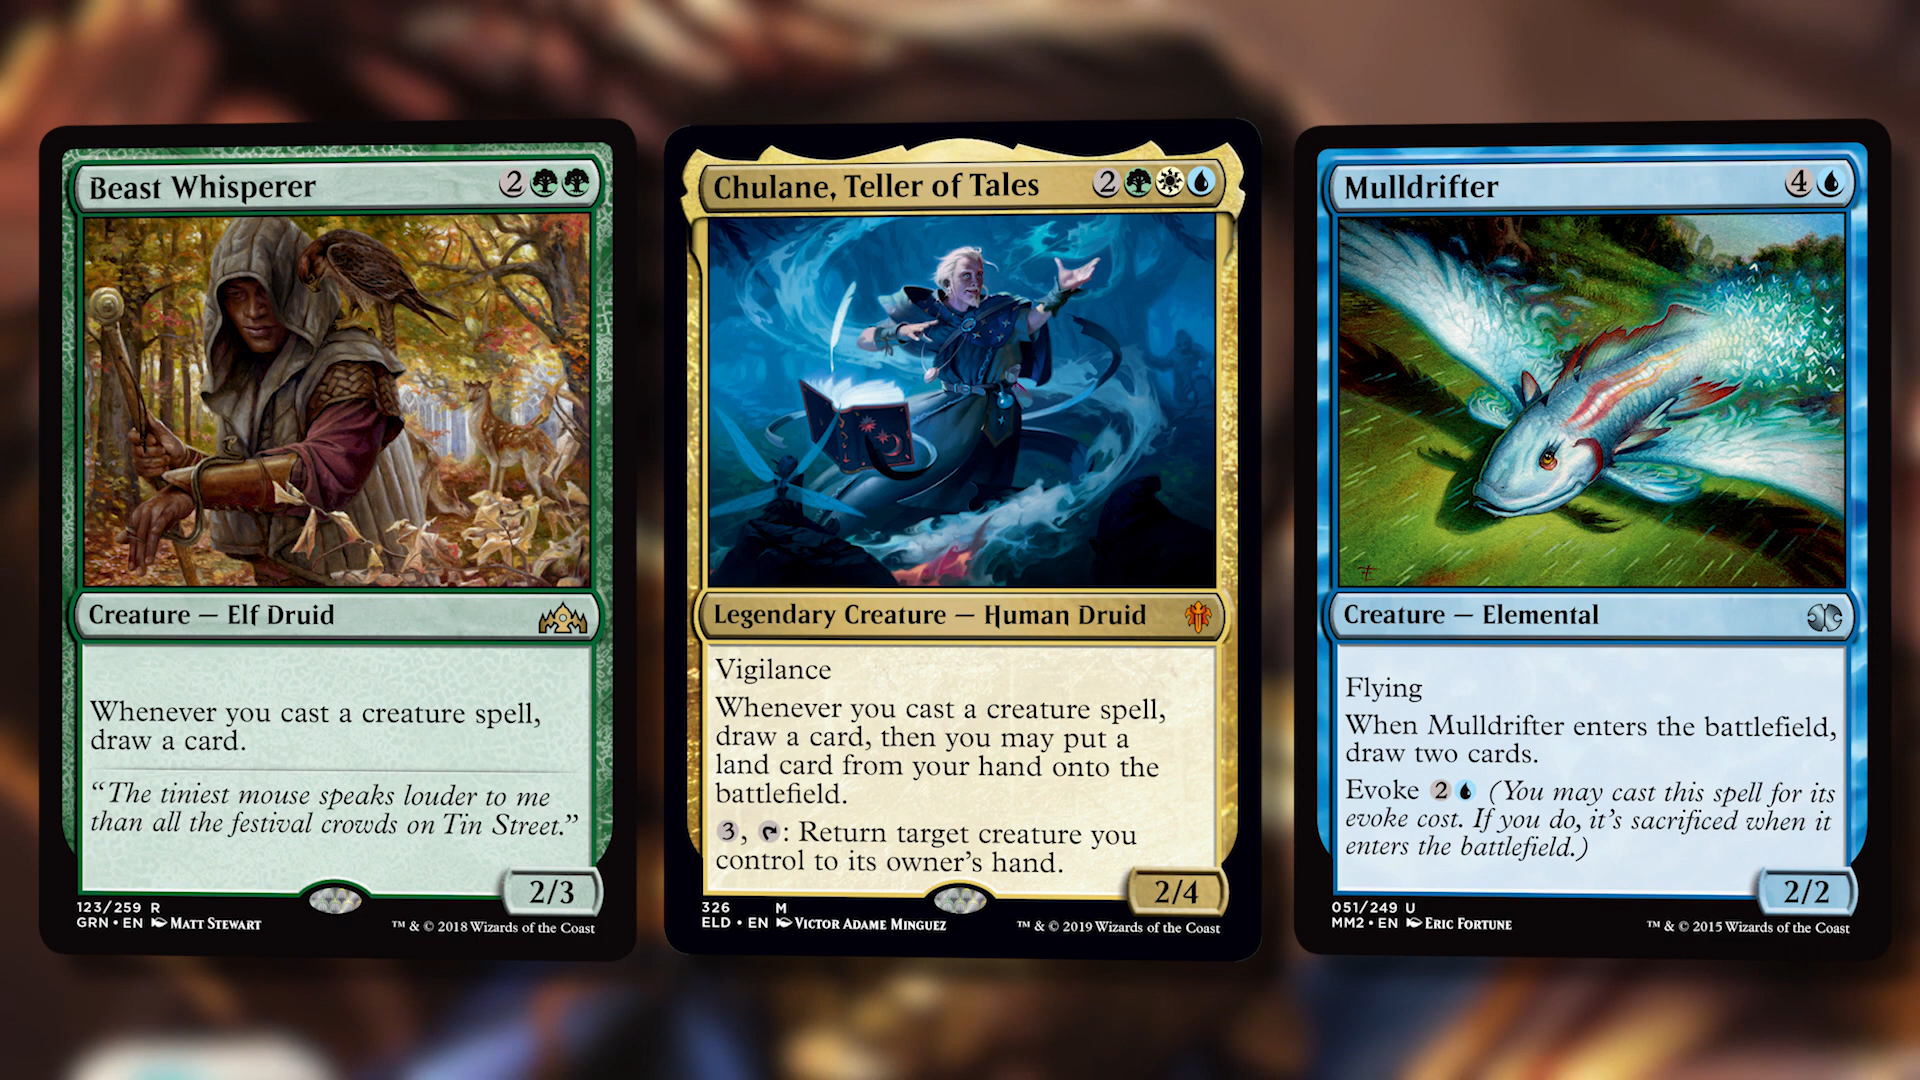 Beast Whisperer 2
Creature — Elf Druid
Whenever you cast a creature spell,
draw a card.
“The tiniest mouse speaks louder to me
than all the festival crowds on Tin Street.”
2/3
123/259 R
GRN • EN Matt Stewart
™ & © 2018 Wizards of the Coast
Chulane, Teller of Tales 2
Legendary Creature — Human Druid
Vigilance
Whenever you cast a creature spell,
draw a card, then you may put a
land card from your hand onto the
battlefield.
3, : Return target creature you
control to its owner’s hand.
2/4
326 M
ELD • EN Victor Adame Minguez
™ & © 2019 Wizards of the Coast
Mulldrifter 4
Creature — Elemental
Flying
When Mulldrifter enters the battlefield,
draw two cards.
Evoke 2 (You may cast this spell for its
evoke cost. If you do, it’s sacrificed when it
enters the battlefield.)
2/2
051/249 U
MM2 • EN Eric Fortune
™ & © 2015 Wizards of the Coast